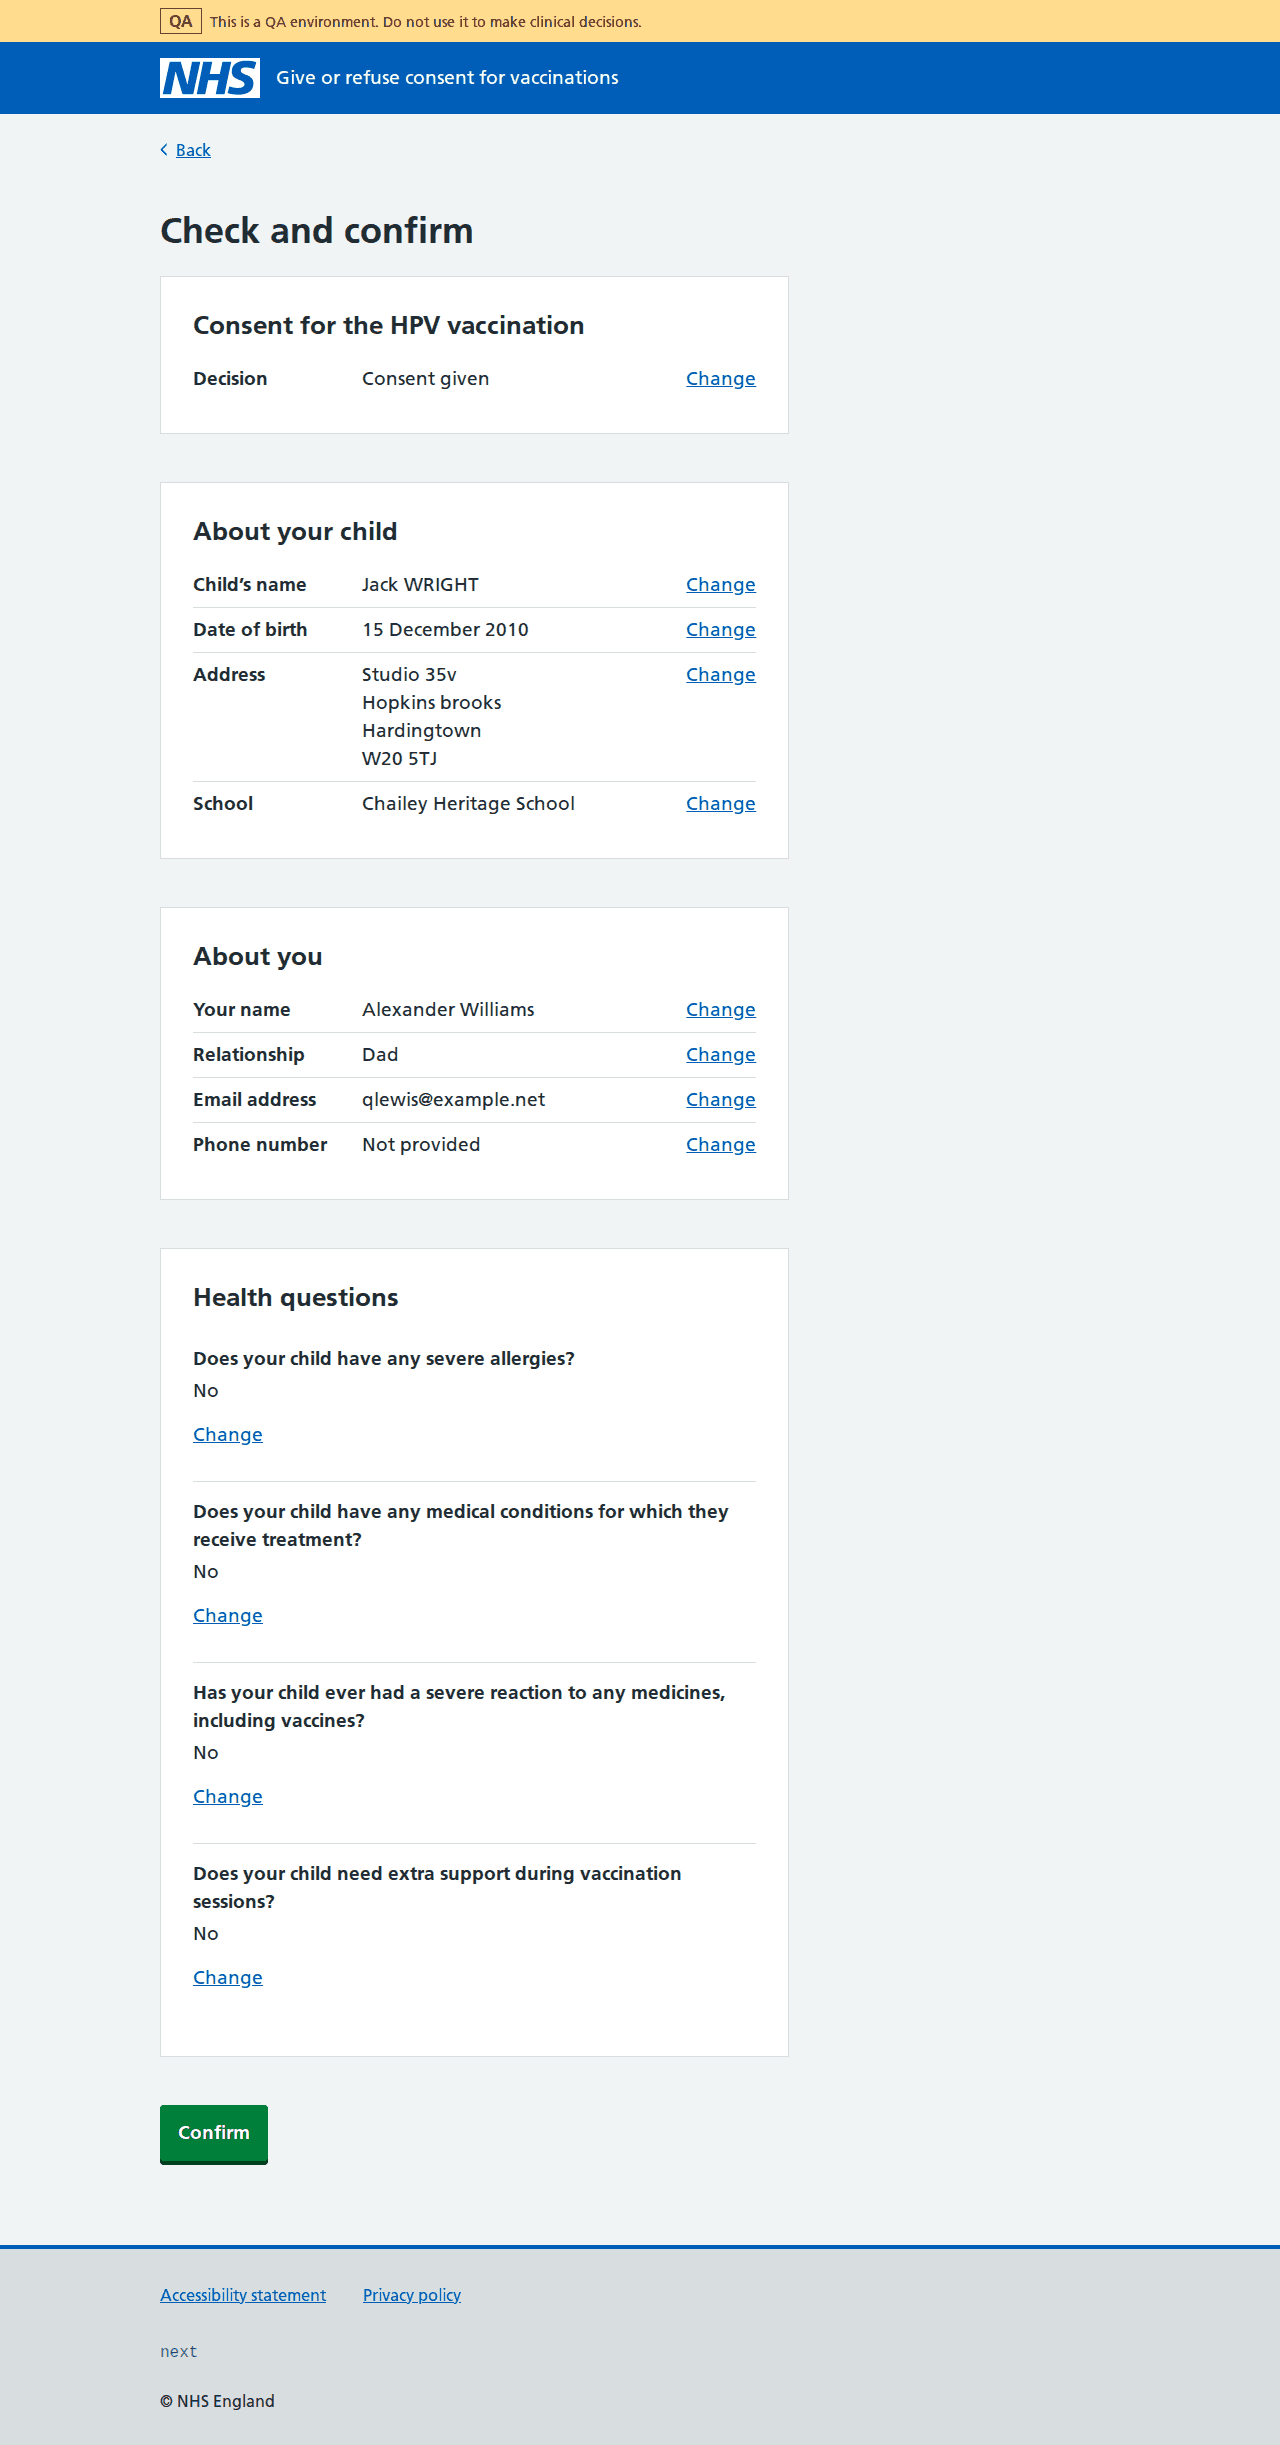 QA This is a QA environment. Do not use it to make clinical decisions.
NHS Give or refuse consent for vaccinations
Back
Check and confirm
Consent for the HPV vaccination
Decision Consent given Change
About your child
Child’s name Jack WRIGHT Change
Date of birth 15 December 2010 Change
Address Studio 35v Change
Hopkins brooks
Hardingtown
W20 5TJ
School Chailey Heritage School Change
About you
Your name Alexander Williams Change
Relationship Dad Change
Email address qlewis@example.net Change
Phone number Not provided Change
Health questions
Does your child have any severe allergies?
No
Change
Does your child have any medical conditions for which they
receive treatment?
No
Change
Has your child ever had a severe reaction to any medicines,
including vaccines?
No
Change
Does your child need extra support during vaccination
sessions?
No
Change
Confirm
Accessibility statement Privacy policy
next
© NHS England